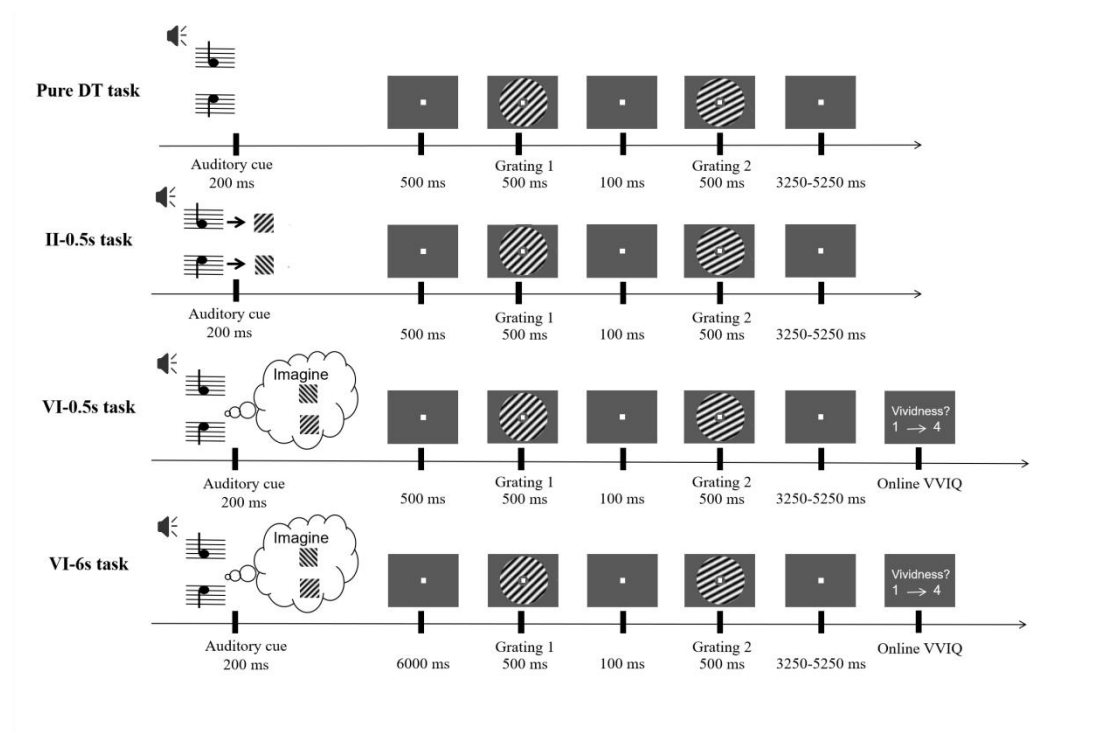 Pure DT task
Auditory cue
200 ms
500 ms
Grating 1
500 ms
100 ms
Grating 2
500 ms
3250-5250 ms
II-0.5s task
Auditory cue
200 ms
500 ms
Grating 1
500 ms
100 ms
Grating 2
500 ms
3250-5250 ms
VI-0.5s task
Imagine
Vividness?
1 → 4
Auditory cue
200 ms
500 ms
Grating 1
500 ms
100 ms
Grating 2
500 ms
3250-5250 ms
Online VVIQ
VI-6s task
Imagine
Vividness?
1 → 4
Auditory cue
200 ms
6000 ms
Grating 1
500 ms
100 ms
Grating 2
500 ms
3250-5250 ms
Online VVIQ